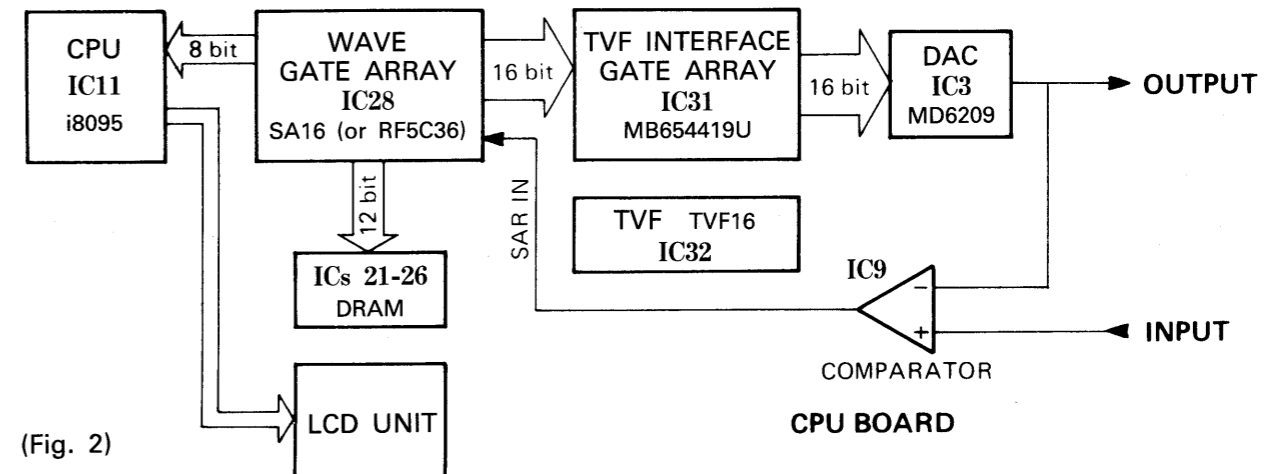 CPU
IC11
i8095
8 bit
WAVE
GATE ARRAY
IC28
SA16 (or RF5C36)
16 bit
TVF INTERFACE
GATE ARRAY
IC31
MB654419U
16 bit
DAC
IC3
MD6209
OUTPUT
12 bit
SAR IN
TVF TVF16
IC32
ICs 21-26
DRAM
IC9
−
+
INPUT
COMPARATOR
LCD UNIT
CPU BOARD
(Fig. 2)